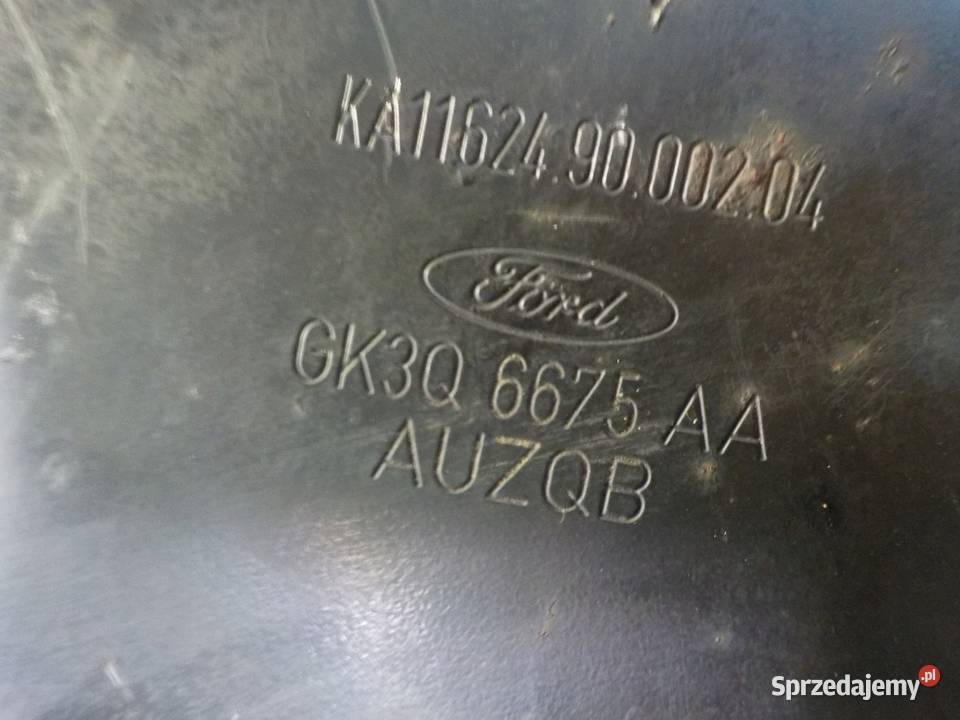 KA11624.90.002.04
Ford
GK3Q 6675 AA
AUZQB
Sprzedajemy.pl